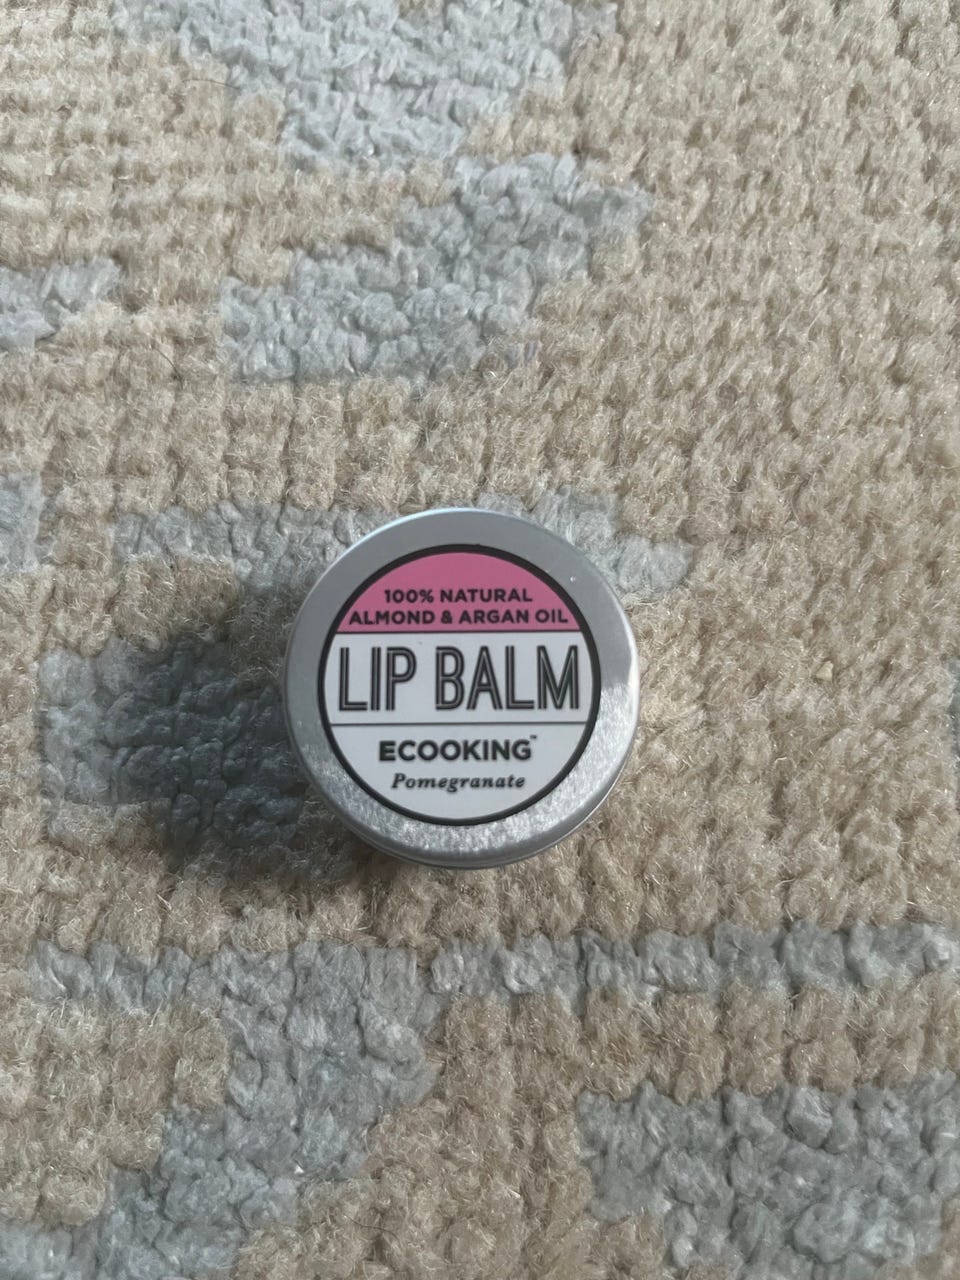 100% NATURAL
ALMOND & ARGAN OIL
LIP BALM
ECOOKING™
Pomegranate